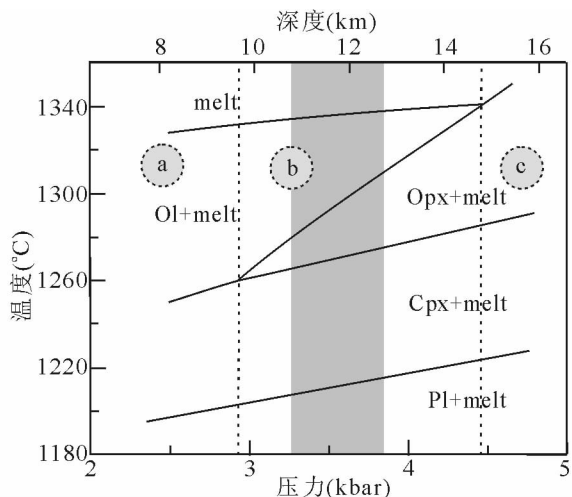 深度(km)
8 10 12 14 16
1340
1300
1260
1220
1180
温度(℃)
melt
a
b
c
Ol+melt
Opx+melt
Cpx+melt
Pl+melt
2 3 4 5
压力(kbar)